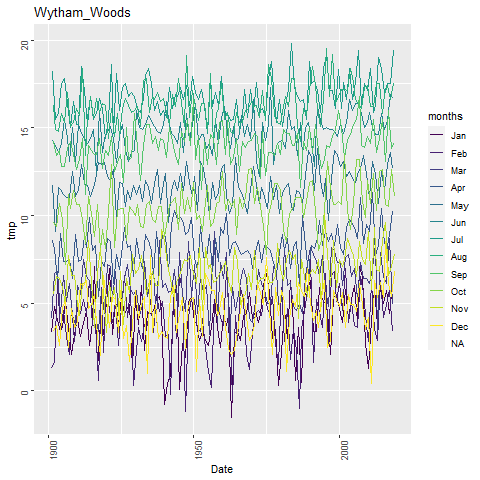 Wytham_Woods
tmp
20
15
10
5
0
1900
1950
2000
Date
months
Jan
Feb
Mar
Apr
May
Jun
Jul
Aug
Sep
Oct
Nov
Dec
NA